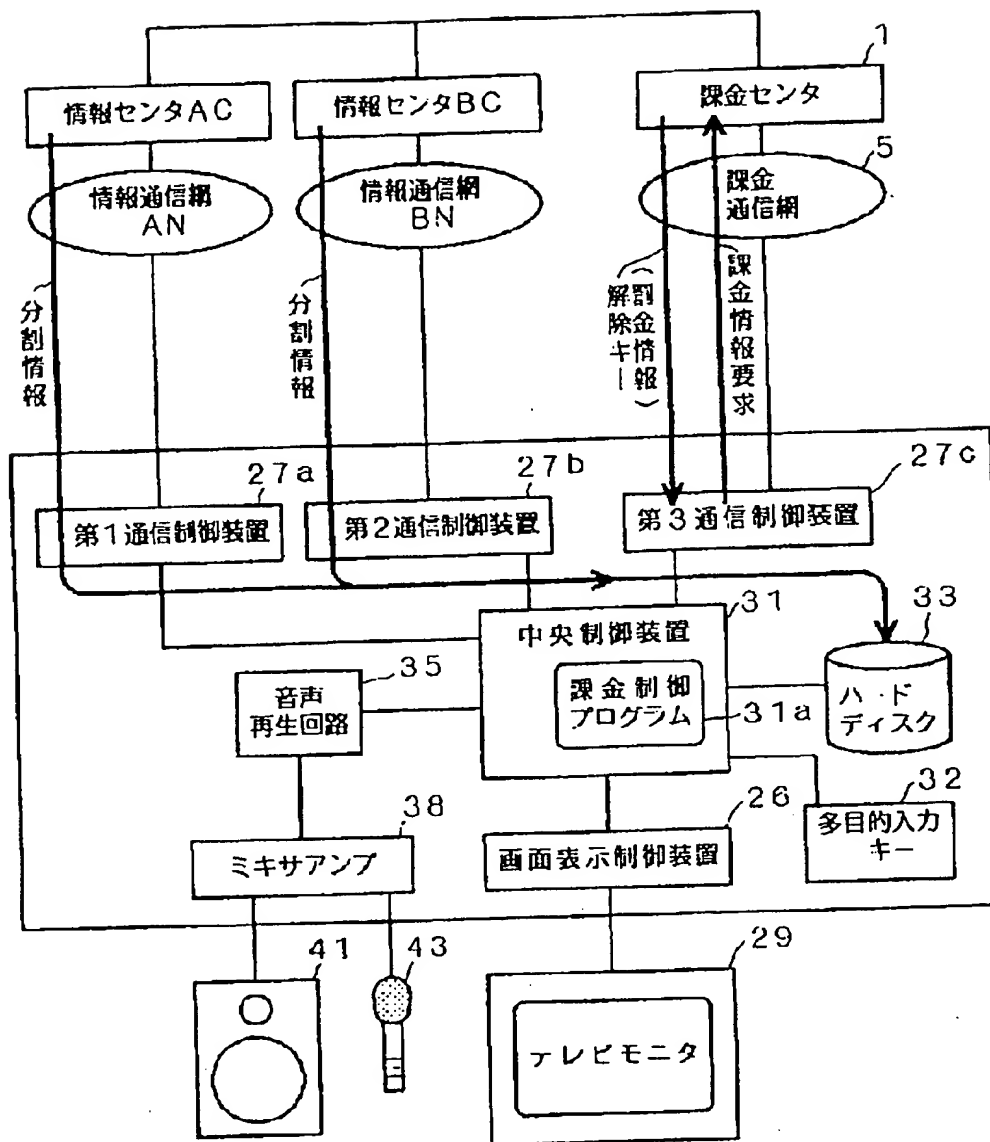 1
情報センタAC
情報センタBC
課金センタ
5
情報通信網
AN
情報通信網
BN
課金
通信網
分割情報
分割情報
解除キー
(罰金情報)
課金情報要求
27a
27b
27c
第1通信制御装置
第2通信制御装置
第3通信制御装置
31
33
中央制御装置
35
課金制御
プログラム
31a
ハード
ディスク
音声
再生回路
38
26
32
ミキサアンプ
画面表示制御装置
多目的入力
キー
41
43
29
テレビモニタ